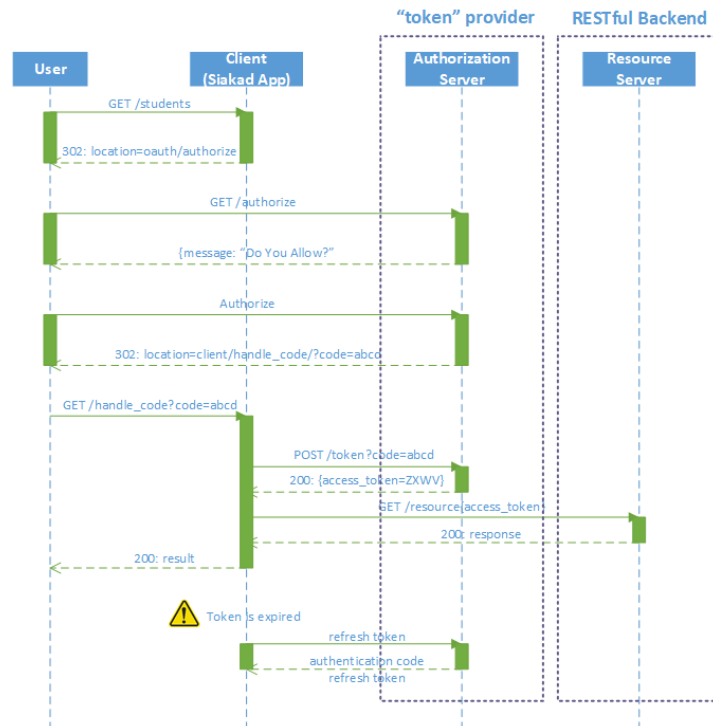 “token” provider
RESTful Backend
User
Client
(Siakad App)
Authorization
Server
Resource
Server
GET /students
302: location=oauth/authorize
GET /authorize
{message: “Do You Allow?”
Authorize
302: location=client/handle_code/?code=abcd
GET /handle_code?code=abcd
POST /token?code=abcd
200: {access_token=ZXWV}
GET /resource{access_token}
200: response
200: result
Token is expired
refresh token
authentication code
refresh token